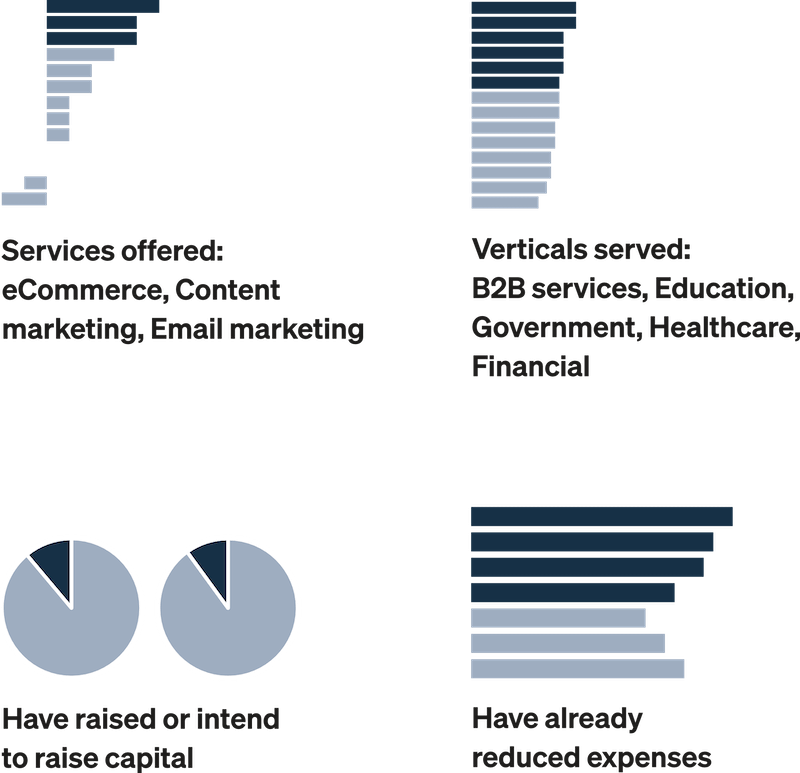 Services offered:
eCommerce, Content
marketing, Email marketing
Verticals served:
B2B services, Education,
Government, Healthcare,
Financial
Have raised or intend
to raise capital
Have already
reduced expenses